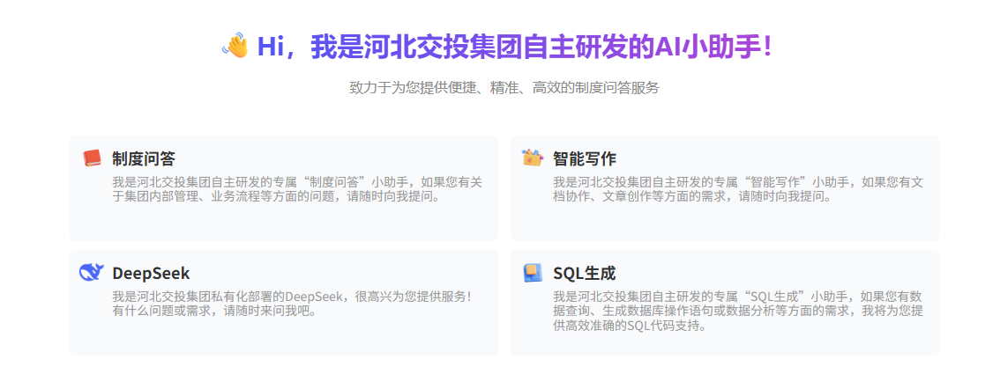 Hi，我是河北交投集团自主研发的AI小助手！
致力于为您提供便捷、精准、高效的制度问答服务
制度问答
我是河北交投集团自主研发的专属“制度问答”小助手，如果您有关
于集团内部管理、业务流程等方面的问题，请随时向我提问。
智能写作
我是河北交投集团自主研发的专属“智能写作”小助手，如果您有文
档协作、文章创作等方面的需求，请随时向我提问。
DeepSeek
我是河北交投集团私有化部署的DeepSeek，很高兴为您提供服务！
有什么问题或需求，请随时来问我吧。
SQL生成
我是河北交投集团自主研发的专属“SQL生成”小助手，如果您有数
据查询、生成数据库操作语句或数据分析等方面的需求，我将为您提
供高效准确的SQL代码支持。